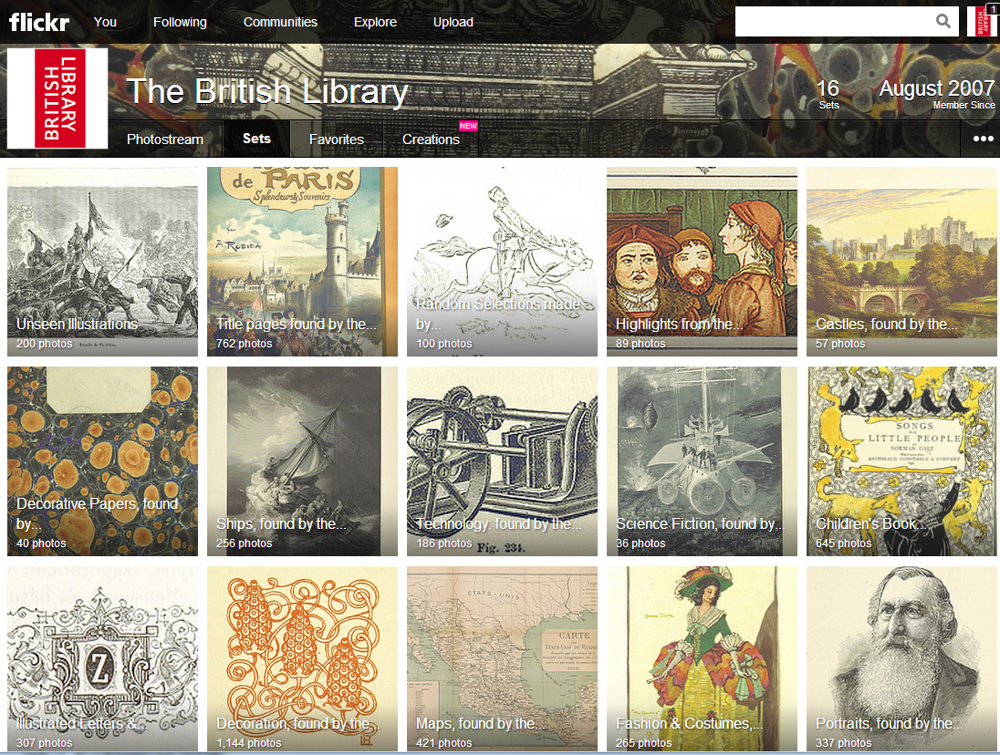 flickr You Following Communities Explore Upload
1
BRITISH LIBRARY
BRITISH
LIBRARY
The British Library
16
Sets
August 2007
Member Since
Photostream Sets Favorites Creations NEW
de PARIS
Splendeurs & Souvenirs
A. ROBIDA
Unseen Illustrations
200 photos
Title pages found by the...
762 photos
Random Selections made
by...
100 photos
Highlights from the...
89 photos
Castles, found by the...
57 photos
SONGS
LITTLE PEOPLE
NORMAN GALE
ARCHIBALD CONSTABLE & COMPANY
Decorative Papers, found
by...
40 photos
Ships, found by the...
256 photos
Technology, found by the...
186 photos
Fig. 234.
Science Fiction, found by...
36 photos
Children's Book...
645 photos
Z
ETATS-UNIS
CARTE
Illustrated Letters &...
307 photos
Decoration, found by the...
1,144 photos
Maps, found by the...
421 photos
Fashion & Costumes,...
265 photos
Portraits, found by the...
337 photos